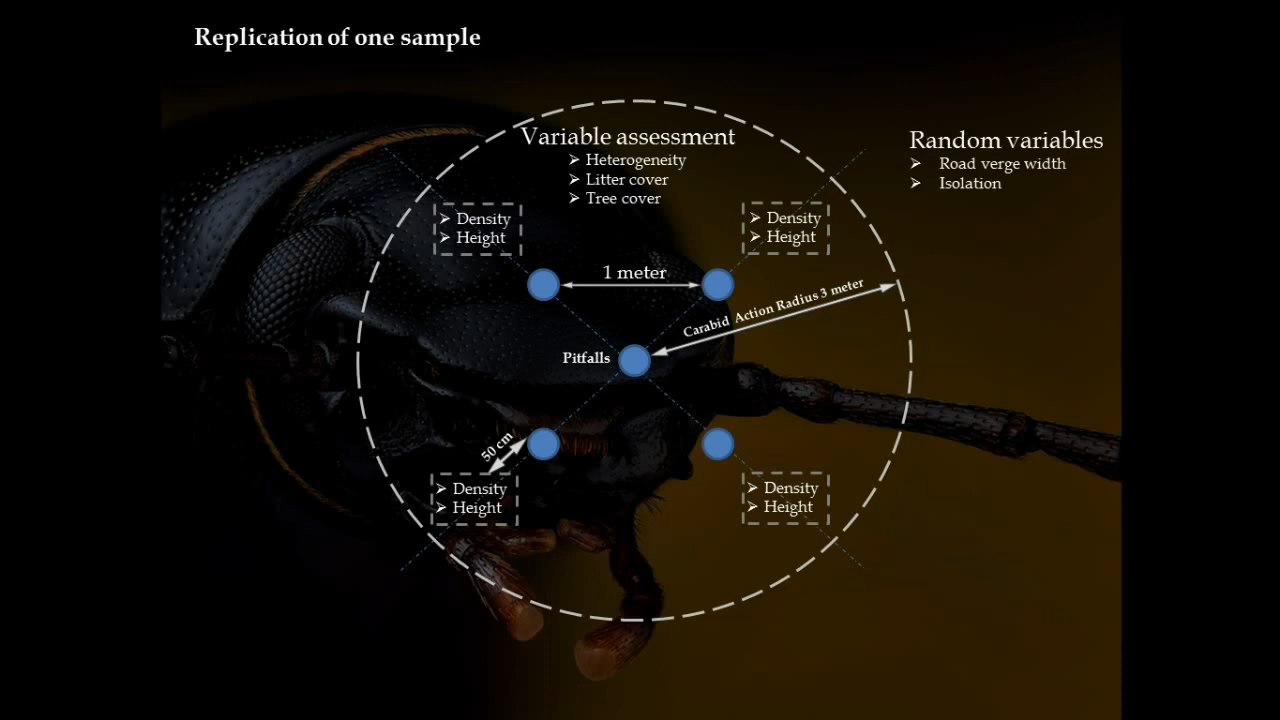 Replication of one sample
Variable assessment
Heterogeneity
Litter cover
Tree cover
Random variables
Road verge width
Isolation
Density
Height
Density
Height
1 meter
Carabid Action Radius 3 meter
Pitfalls
50 cm
Density
Height
Density
Height